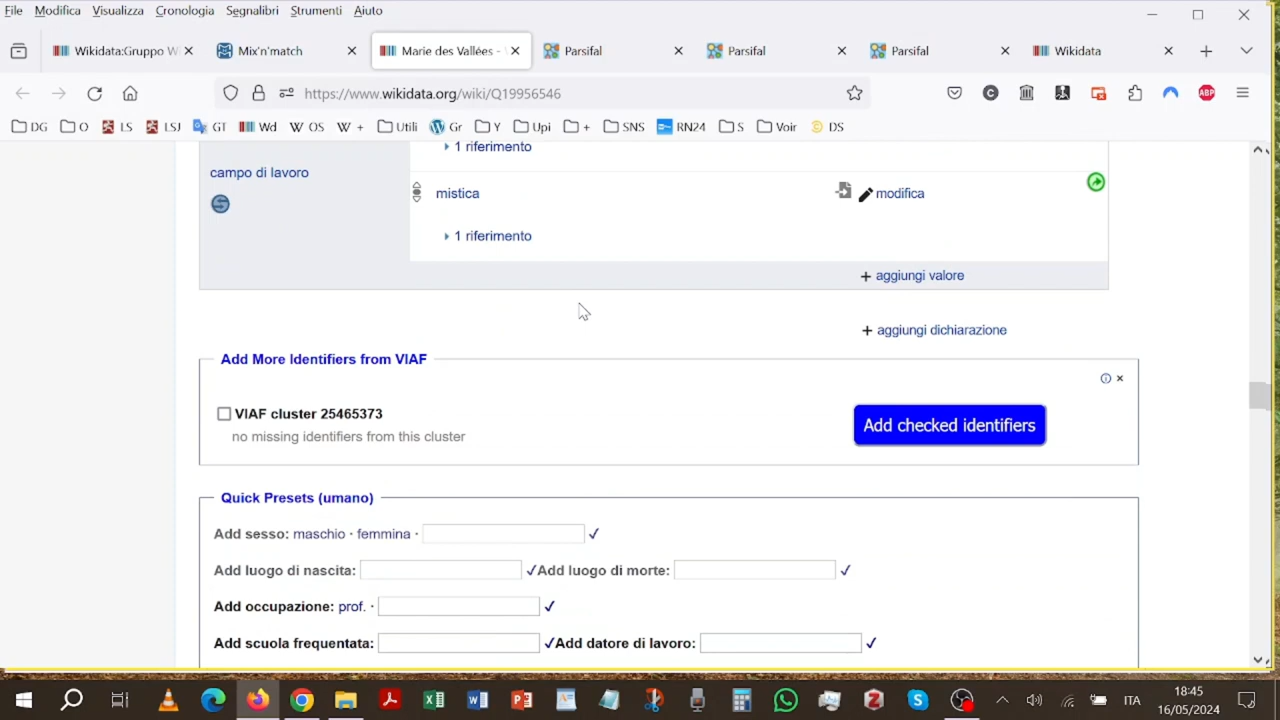 File Modifica Visualizza Cronologia Segnalibri Strumenti Aiuto
Wikidata:Gruppo W Mix'n'match Marie des Vallées - Parsifal Parsifal Parsifal Wikidata
https://www.wikidata.org/wiki/Q19956546
DG O LS LSJ GT Wd W OS W + Utili Gr Y Upi + SNS RN24 S Voir DS
1 riferimento
campo di lavoro
mistica
modifica
1 riferimento
+ aggiungi valore
+ aggiungi dichiarazione
Add More Identifiers from VIAF
VIAF cluster 25465373
no missing identifiers from this cluster
Add checked identifiers
Quick Presets (umano)
Add sesso: maschio · femmina ·
Add luogo di nascita: Add luogo di morte:
Add occupazione: prof. ·
Add scuola frequentata: Add datore di lavoro:
ITA
18:45
16/05/2024